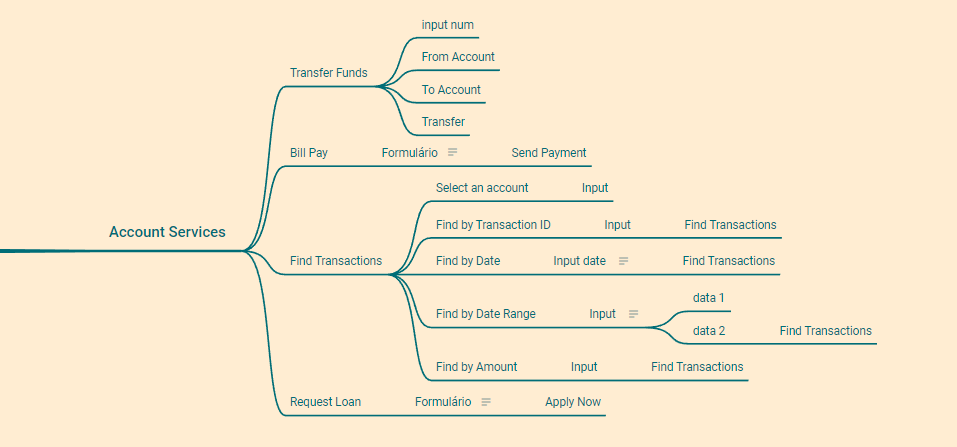 input num
From Account
Transfer Funds
To Account
Transfer
Bill Pay Formulário Send Payment
Select an account Input
Find by Transaction ID Input Find Transactions
Account Services
Find Transactions
Find by Date Input date Find Transactions
data 1
Find by Date Range Input
data 2 Find Transactions
Find by Amount Input Find Transactions
Request Loan Formulário Apply Now